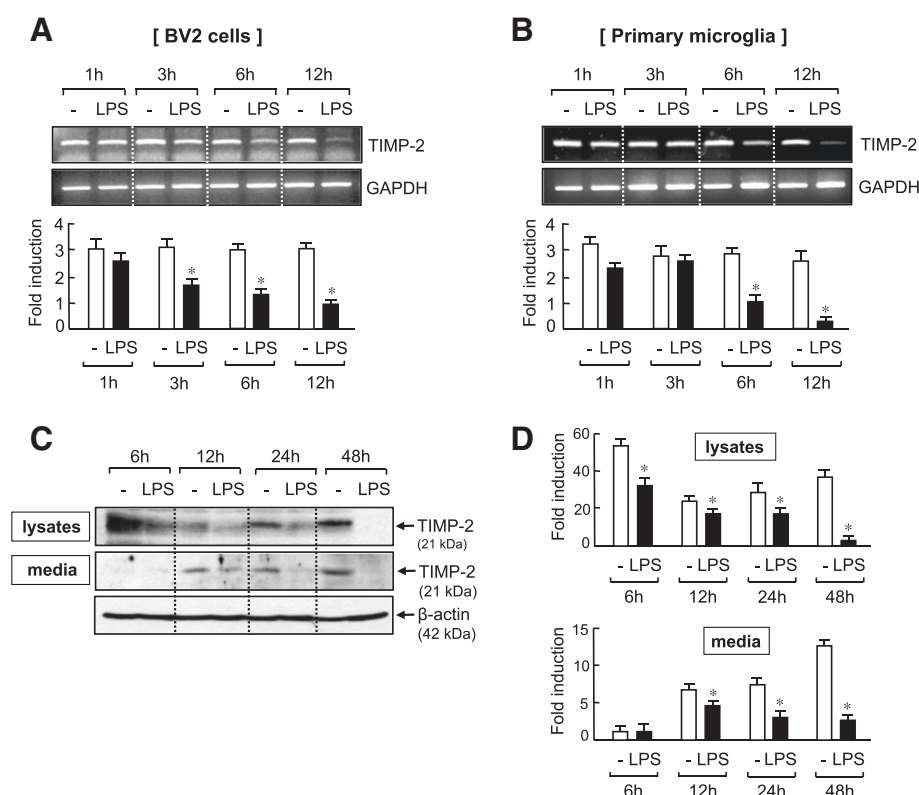 A
[ BV2 cells ]
1h 3h 6h 12h
- LPS - LPS - LPS - LPS
TIMP-2
GAPDH
Fold induction
4
3
2
1
0
* * *
- LPS - LPS - LPS - LPS
1h 3h 6h 12h
B
[ Primary microglia ]
1h 3h 6h 12h
- LPS - LPS - LPS - LPS
TIMP-2
GAPDH
Fold induction
4
3
2
1
0
* *
- LPS - LPS - LPS - LPS
1h 3h 6h 12h
C
6h 12h 24h 48h
- LPS - LPS - LPS - LPS
lysates
TIMP-2
(21 kDa)
media
TIMP-2
(21 kDa)
β-actin
(42 kDa)
D
lysates
Fold induction
60
40
20
0
* * * *
- LPS - LPS - LPS - LPS
6h 12h 24h 48h
media
Fold induction
15
10
5
0
* * *
- LPS - LPS - LPS - LPS
6h 12h 24h 48h